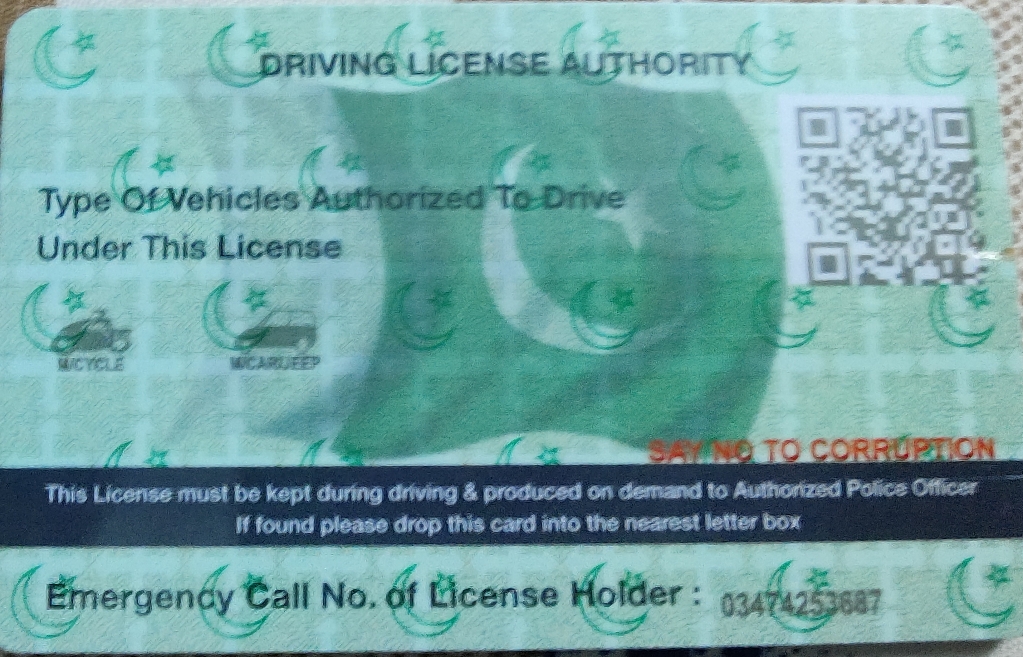 DRIVING LICENSE AUTHORITY
Type Of Vehicles Authorized To Drive
Under This License
M/CYCLE
M/CAR/JEEP
SAY NO TO CORRUPTION
This License must be kept during driving & produced on demand to Authorized Police Officer
If found please drop this card into the nearest letter box
Emergency Call No. of License Holder : 03474253687